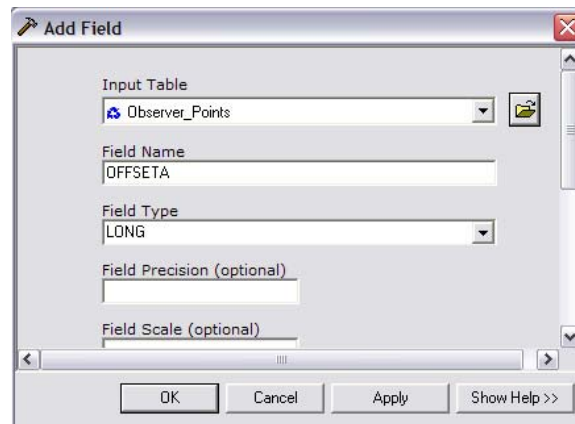 Add Field
Input Table
Observer_Points
Field Name
OFFSETA
Field Type
LONG
Field Precision (optional)
Field Scale (optional)
OK Cancel Apply Show Help >>